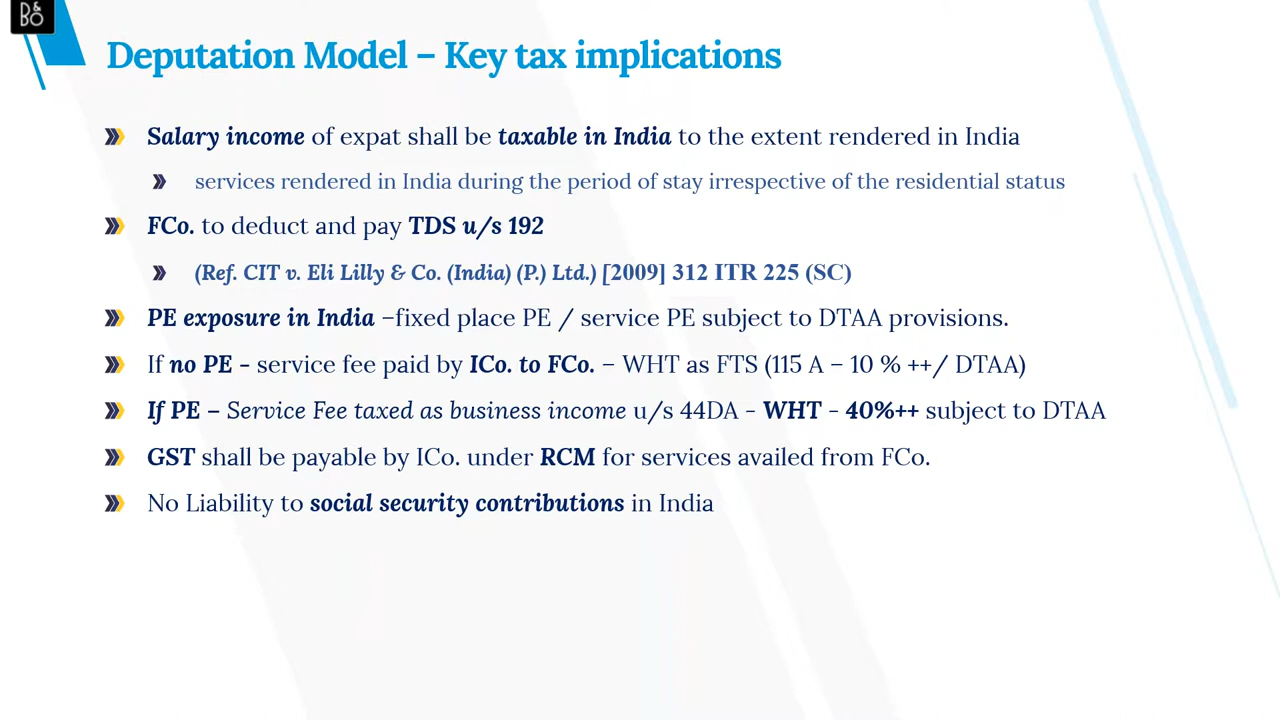 B&BO
Deputation Model – Key tax implications
Salary income of expat shall be taxable in India to the extent rendered in India
services rendered in India during the period of stay irrespective of the residential status
FCo. to deduct and pay TDS u/s 192
(Ref. CIT v. Eli Lilly & Co. (India) (P.) Ltd.) [2009] 312 ITR 225 (SC)
PE exposure in India –fixed place PE / service PE subject to DTAA provisions.
If no PE - service fee paid by ICo. to FCo. – WHT as FTS (115 A – 10 % ++/ DTAA)
If PE – Service Fee taxed as business income u/s 44DA - WHT - 40%++ subject to DTAA
GST shall be payable by ICo. under RCM for services availed from FCo.
No Liability to social security contributions in India